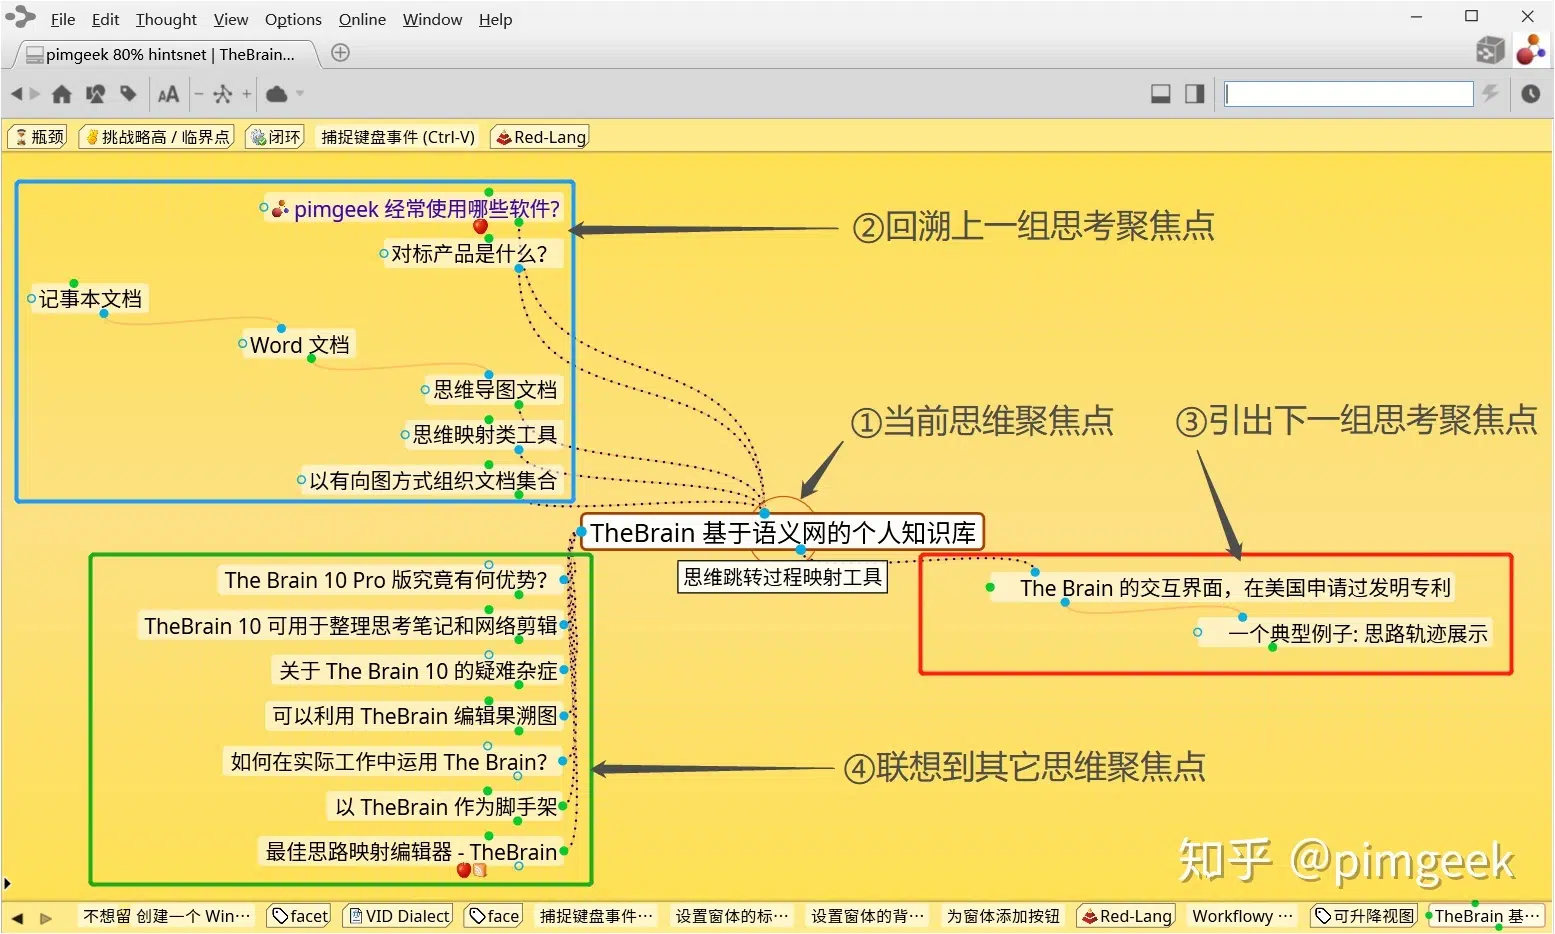 File Edit Thought View Options Online Window Help
pimgeek 80% hintsnet | TheBrain...
AA
瓶颈 挑战略高 / 临界点 闭环 捕捉键盘事件 (Ctrl-V) Red-Lang
pimgeek 经常使用哪些软件?
②回溯上一组思考聚焦点
对标产品是什么?
记事本文档
Word 文档
思维导图文档
思维映射类工具
①当前思维聚焦点
③引出下一组思考聚焦点
以有向图方式组织文档集合
TheBrain 基于语义网的个人知识库
思维跳转过程映射工具
The Brain 10 Pro 版究竟有何优势?
The Brain 的交互界面，在美国申请过发明专利
TheBrain 10 可用于整理思考笔记和网络剪辑
一个典型例子: 思路轨迹展示
关于 The Brain 10 的疑难杂症
可以利用 TheBrain 编辑果溯图
如何在实际工作中运用 The Brain?
④联想到其它思维聚焦点
以 TheBrain 作为脚手架
最佳思路映射编辑器 - TheBrain
知乎 @pimgeek
不想留 创建一个 Win··· facet VID Dialect face 捕捉键盘事件··· 设置窗体的标··· 设置窗体的背··· 为窗体添加按钮 Red-Lang Workflowy ··· 可升降视图 TheBrain 基···